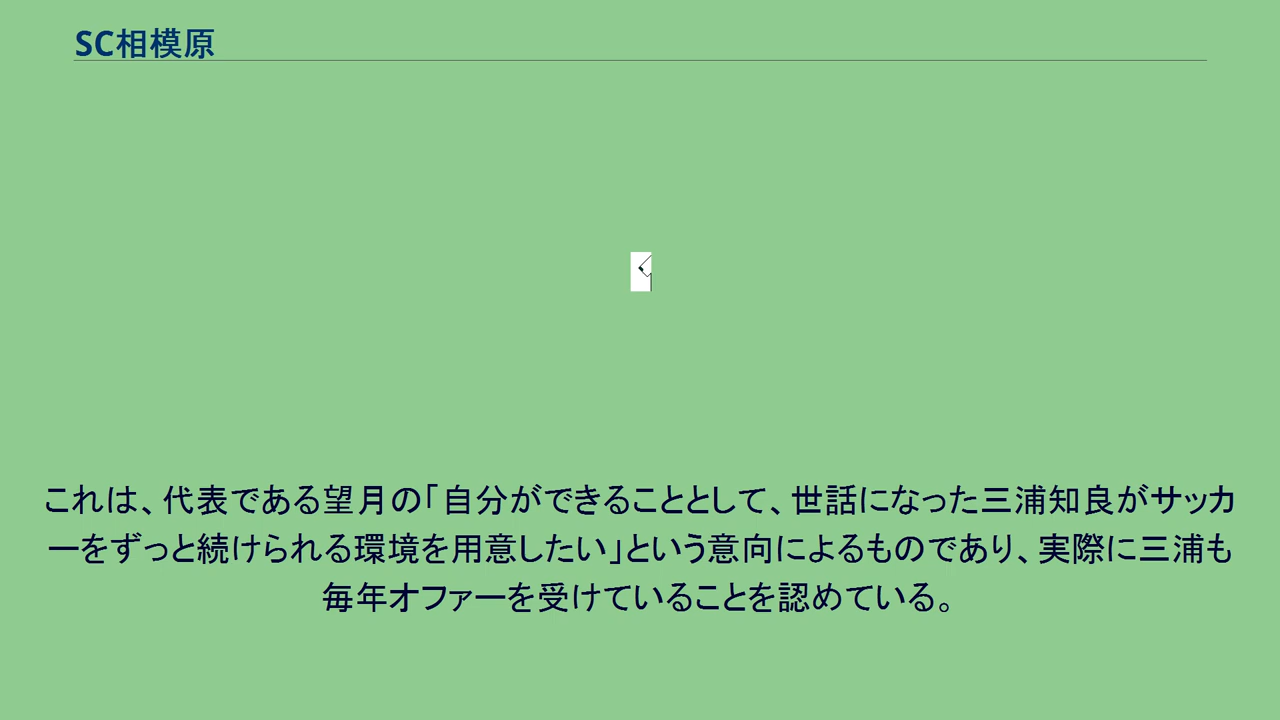 SC相模原
これは、代表である望月の「自分ができることとして、世話になった三浦知良がサッカ
ーをずっと続けられる環境を用意したい」という意向によるものであり、実際に三浦も
毎年オファーを受けていることを認めている。